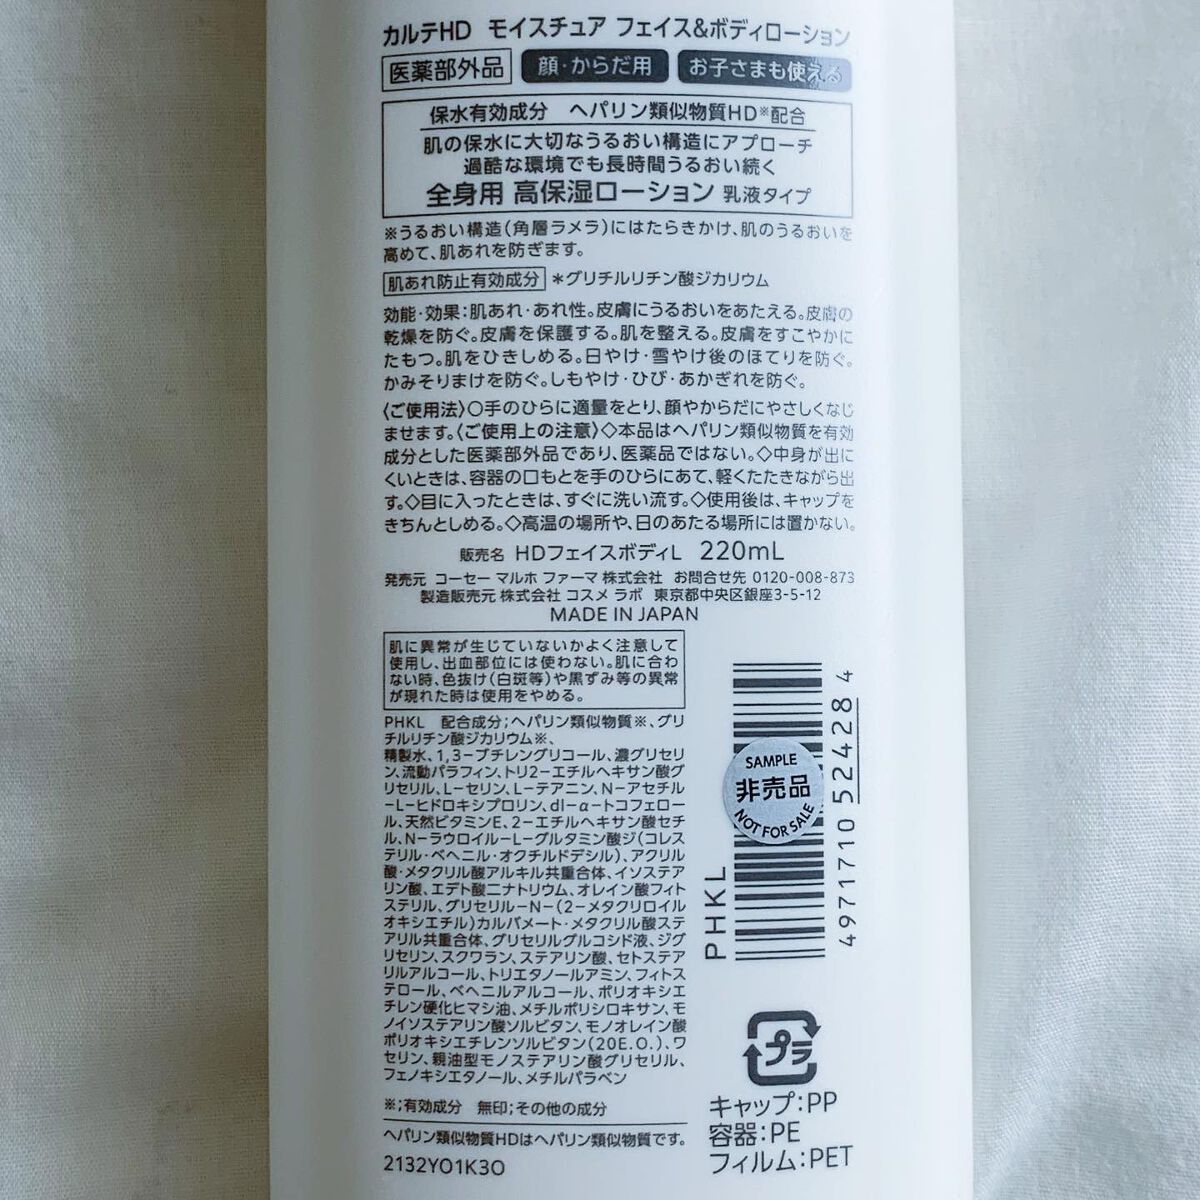 カルテHD モイスチュア フェイス&ボディローション
医薬部外品 顔・からだ用 お子さまも使える
保水有効成分 ヘパリン類似物質HD※配合
肌の保水に大切なうるおい構造にアプローチ
過酷な環境でも長時間うるおい続く
全身用 高保湿ローション 乳液タイプ
※うるおい構造(角層ラメラ)にはたらきかけ、肌のうるおいを
高めて、肌あれを防ぎます。
肌あれ防止有効成分 *グリチルリチン酸ジカリウム
効能・効果:肌あれ・あれ性。皮膚にうるおいをあたえる。皮膚の
乾燥を防ぐ。皮膚を保護する。肌を整える。皮膚をすこやかに
たもつ。肌をひきしめる。日やけ・雪やけ後のほてりを防ぐ。
かみそりまけを防ぐ。しもやけ・ひび・あかぎれを防ぐ。
〈ご使用法〉○手のひらに適量をとり、顔やからだにやさしくなじ
ませます。〈ご使用上の注意〉◇本品はヘパリン類似物質を有効
成分とした医薬部外品であり、医薬品ではない。◇中身が出に
くいときは、容器の口もとを手のひらにあて、軽くたたきながら出
す。◇目に入ったときは、すぐに洗い流す。◇使用後は、キャップを
きちんとしめる。◇高温の場所や、日のあたる場所には置かない。
販売名 HDフェイスボディL 220mL
発売元 コーセー マルホ ファーマ 株式会社 お問合せ先 0120-008-873
製造販売元 株式会社 コスメ ラボ 東京都中央区銀座3-5-12
MADE IN JAPAN
肌に異常が生じていないかよく注意して
使用し、出血部位には使わない。肌に合わ
ない時、色抜け(白斑等)や黒ずみ等の異常
が現れた時は使用をやめる。
PHKL 配合成分;ヘパリン類似物質※、グリ
チルリチン酸ジカリウム※、
精製水、1,3-ブチレングリコール、濃グリセリ
ン、流動パラフィン、トリ2-エチルヘキサン酸グ
リセリル、L-セリン、L-テアニン、N-アセチル
-L-ヒドロキシプロリン、dl-α-トコフェロー
ル、天然ビタミンE、2-エチルヘキサン酸セチ
ル、N-ラウロイル-L-グルタミン酸ジ(コレス
テリル・ベヘニル・オクチルドデシル)、アクリル
酸・メタクリル酸アルキル共重合体、イソステア
リン酸、エデト酸二ナトリウム、オレイン酸フィト
ステリル、グリセリル-N-(2-メタクリロイル
オキシエチル)カルバメート・メタクリル酸ステ
アリル共重合体、グリセリルグルコシド液、ジグ
リセリン、スクワラン、ステアリン酸、セトステア
リルアルコール、トリエタノールアミン、フィトス
テロール、ベヘニルアルコール、ポリオキシエ
チレン硬化ヒマシ油、メチルポリシロキサン、モ
ノイソステアリン酸ソルビタン、モノオレイン酸
ポリオキシエチレンソルビタン(20E.O.)、ワ
セリン、親油型モノステアリン酸グリセリル、
フェノキシエタノール、メチルパラベン
※;有効成分 無印;その他の成分
ヘパリン類似物質HDはヘパリン類似物質です。
2132YO1K3O
PHKL
4971710524284
SAMPLE
非売品
NOT FOR SALE
プラ
キャップ:PP
容器:PE
フィルム:PET